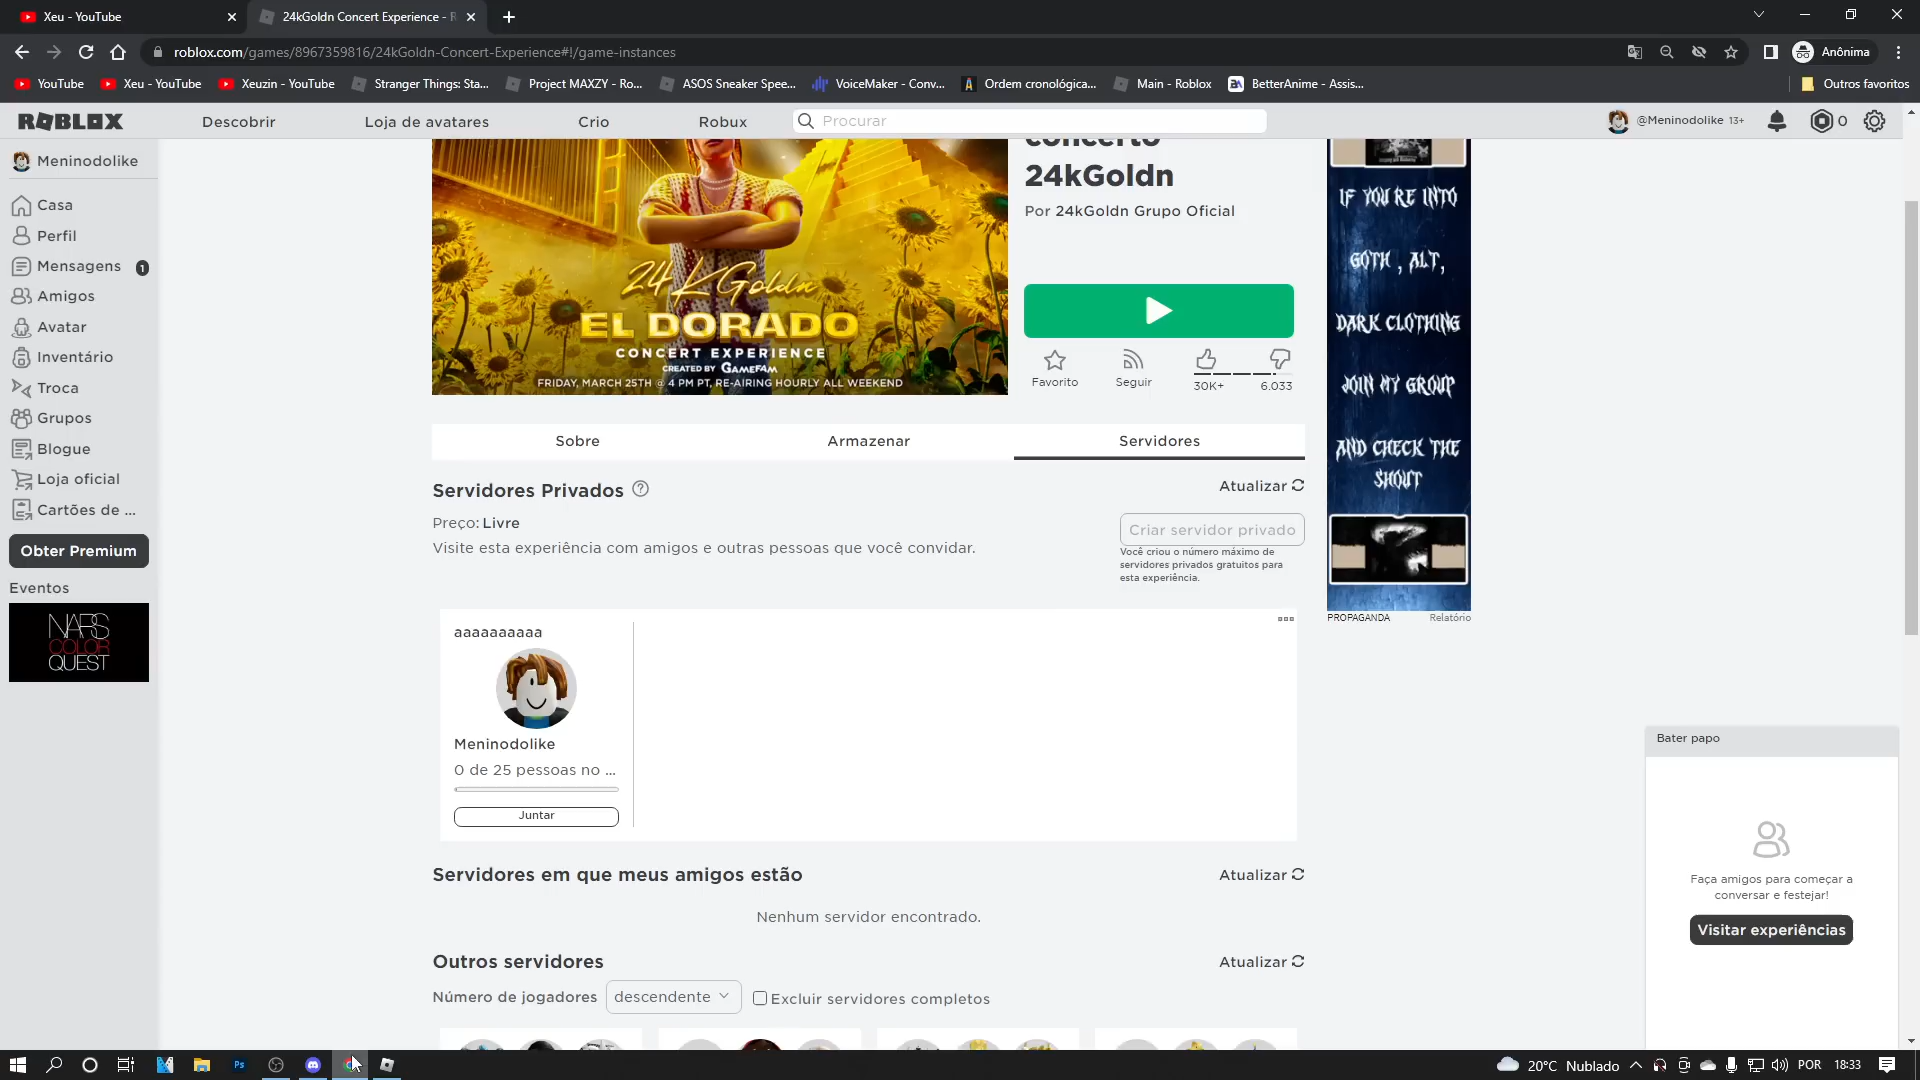 Xeu - YouTube
24kGoldn Concert Experience - R
roblox.com/games/8967359816/24kGoldn-Concert-Experience#!/game-instances
Anônima
YouTube
Xeu - YouTube
Xeuzin - YouTube
Stranger Things: Sta...
Project MAXZY - Ro...
ASOS Sneaker Spee...
VoiceMaker - Conv...
Ordem cronológica...
Main - Roblox
BetterAnime - Assis...
Outros favoritos
ROBLOX
Descobrir
Loja de avatares
Crio
Robux
Procurar
@Meninodolike 13+
0
Meninodolike
Casa
Perfil
Mensagens 1
Amigos
Avatar
Inventário
Troca
Grupos
Blogue
Loja oficial
Cartões de ...
Obter Premium
Eventos
NARS
COLOR
QUEST
24KGoldn
EL DORADO
CONCERT EXPERIENCE
CREATED BY GAMEFAM
FRIDAY, MARCH 25TH @ 4 PM PT, RE-AIRING HOURLY ALL WEEKEND
concerto
24kGoldn
Por 24kGoldn Grupo Oficial
Favorito
Seguir
30K+
6.033
IF YOU'RE INTO
GOTH , ALT,
DARK CLOTHING
JOIN MY GROUP
AND CHECK THE
SHOUT
PROPAGANDA
Relatório
Sobre
Armazenar
Servidores
Servidores Privados
Atualizar
Preço: Livre
Visite esta experiência com amigos e outras pessoas que você convidar.
Criar servidor privado
Você criou o número máximo de
servidores privados gratuitos para
esta experiência.
aaaaaaaaaa
Meninodolike
0 de 25 pessoas no ...
Juntar
Servidores em que meus amigos estão
Atualizar
Nenhum servidor encontrado.
Outros servidores
Atualizar
Número de jogadores
descendente
Excluir servidores completos
Bater papo
Faça amigos para começar a
conversar e festejar!
Visitar experiências
Ps
20°C Nublado
POR
18:33